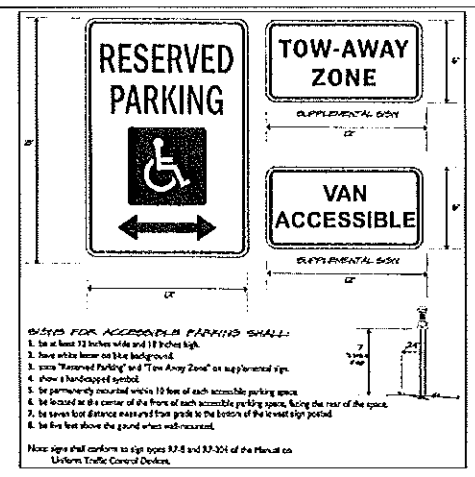 RESERVED
PARKING
TOW-AWAY
ZONE
SUPPLEMENTAL SIGN
12"
VAN
ACCESSIBLE
SUPPLEMENTAL SIGN
12"
12"
SIGNS FOR ACCESSIBLE PARKING SHALL:
1. be at least 12 inches wide and 18 inches high.
2. have white letters on blue background.
3. state "Reserved Parking" and "Tow Away Zone" on supplemental sign.
4. show a handicapped symbol.
5. be permanently mounted within 10 feet of each accessible parking space.
6. be located at the center of the front of each accessible parking space, facing the rear of the space.
7. be seven foot distance measured from grade to the bottom of the lowest sign posted.
8. be five feet above the ground when wall-mounted.
Note: signs shall conform to sign types R7-8 and of the Manual on
Uniform Traffic Control Devices.